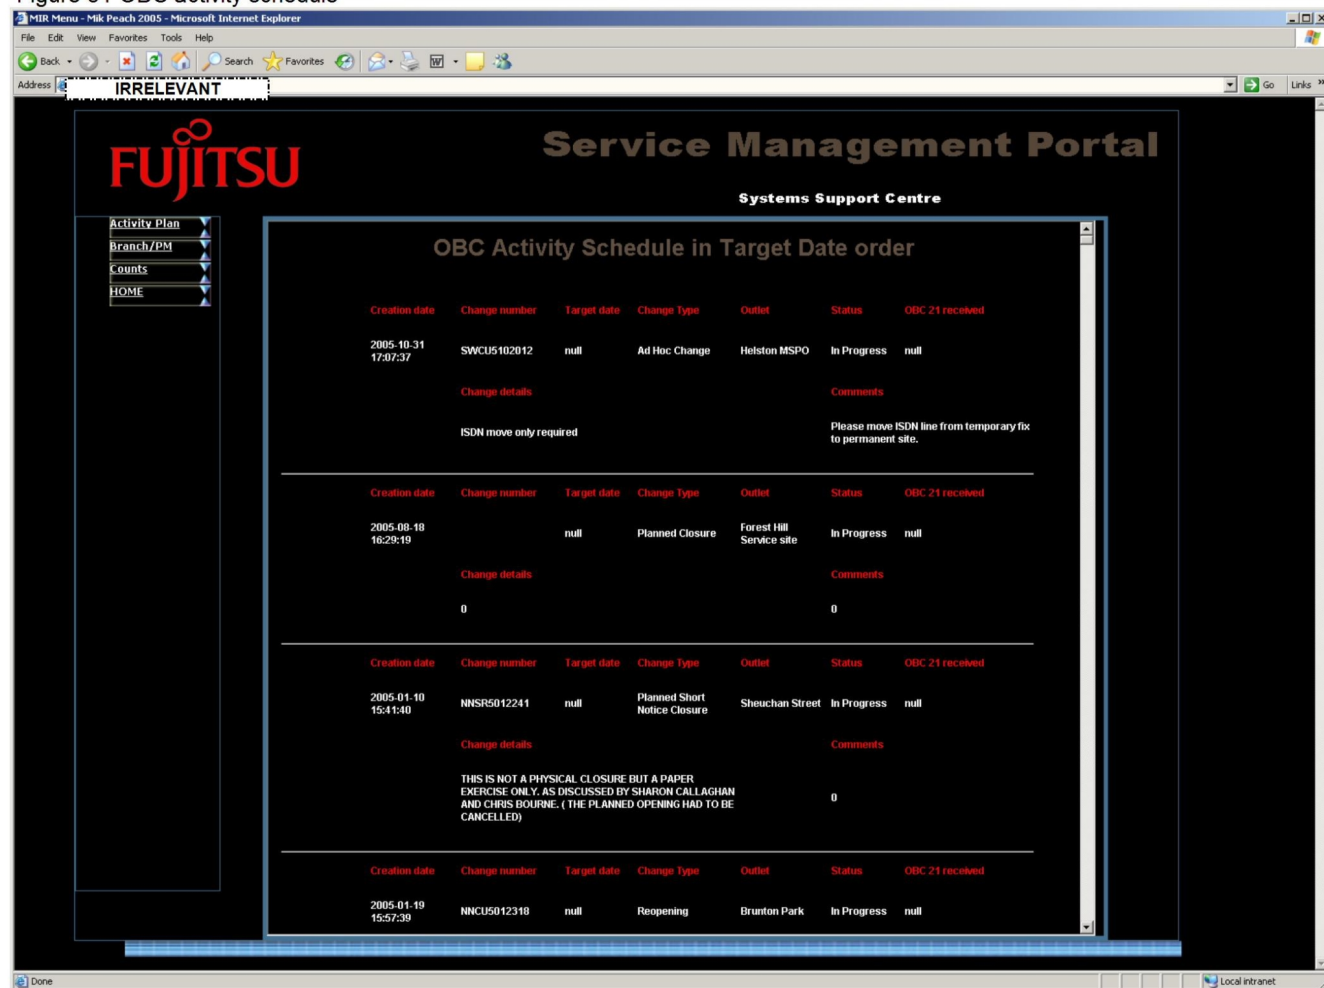 MIR Menu - Mik Peach 2005 - Microsoft Internet Explorer
File Edit View Favorites Tools Help
Back Search Favorites
Address IRRELEVANT Go Links
FUJITSU
Service Management Portal
Systems Support Centre
Activity Plan
Branch/PM
Counts
HOME
OBC Activity Schedule in Target Date order
Creation date Change number Target date Change Type Outlet Status OBC 21 received
2005-10-31
17:07:37 SWCU5102012 null Ad Hoc Change Helston MSPO In Progress null
Change details Comments
ISDN move only required Please move ISDN line from temporary fix
to permanent site.
Creation date Change number Target date Change Type Outlet Status OBC 21 received
2005-08-18
16:29:19 null Planned Closure Forest Hill
Service site In Progress null
Change details Comments
0 0
Creation date Change number Target date Change Type Outlet Status OBC 21 received
2005-01-10
15:41:40 NNSR5012241 null Planned Short
Notice Closure Sheuchan Street In Progress null
Change details Comments
THIS IS NOT A PHYSICAL CLOSURE BUT A PAPER
EXERCISE ONLY. AS DISCUSSED BY SHARON CALLAGHAN
AND CHRIS BOURNE. ( THE PLANNED OPENING HAD TO BE
CANCELLED) 0
Creation date Change number Target date Change Type Outlet Status OBC 21 received
2005-01-19
15:57:39 NNCU5012318 null Reopening Brunton Park In Progress null
Done Local intranet